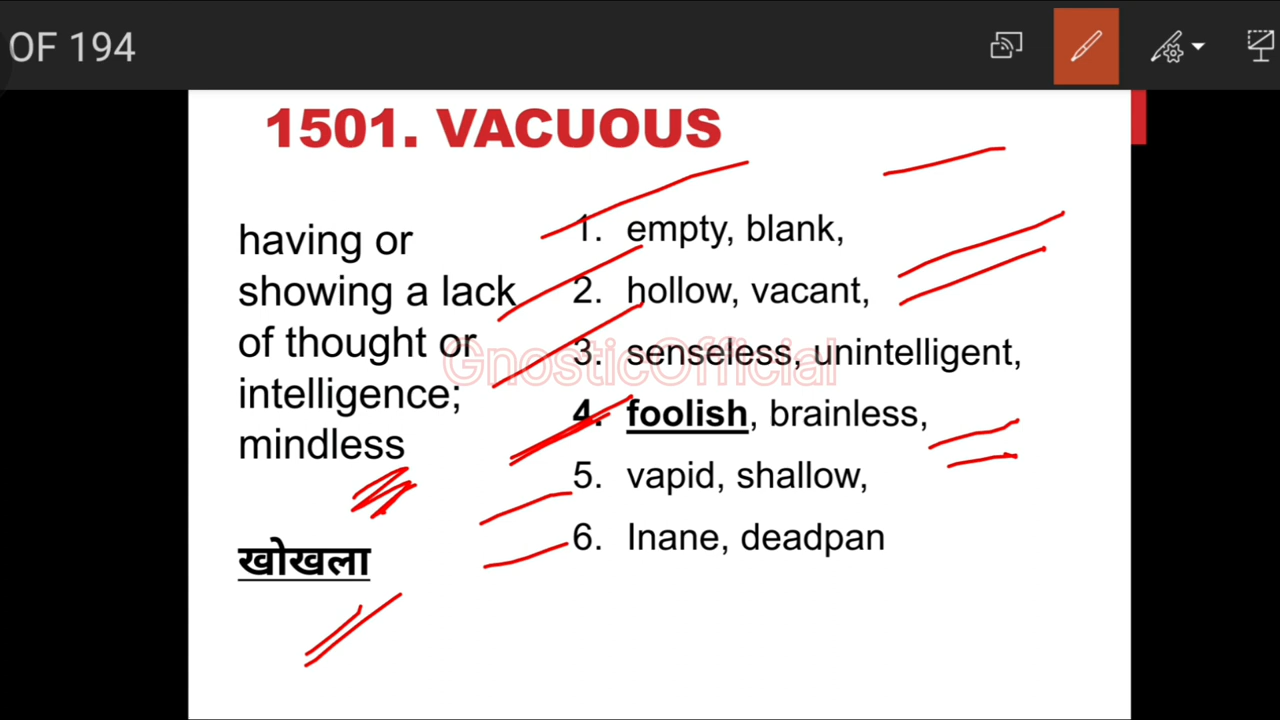 OF 194
1501. VACUOUS
having or
showing a lack
of thought or
intelligence;
mindless
खोखला
1. empty, blank,
2. hollow, vacant,
3. senseless, unintelligent,
4. foolish, brainless,
5. vapid, shallow,
6. Inane, deadpan
GnosticOfficial